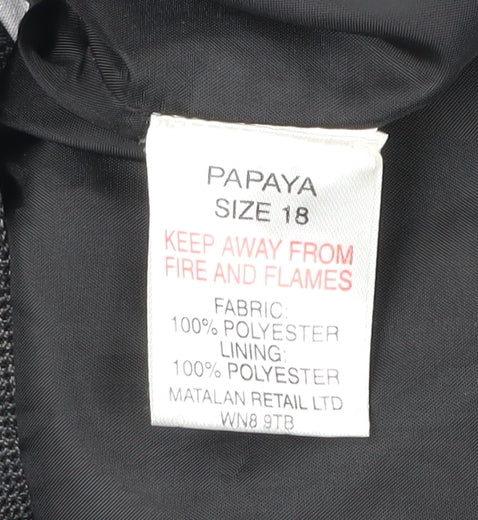 PAPAYA
SIZE 18
KEEP AWAY FROM
FIRE AND FLAMES
FABRIC:
100% POLYESTER
LINING:
100% POLYESTER
MATALAN RETAIL LTD
WN8 9TB